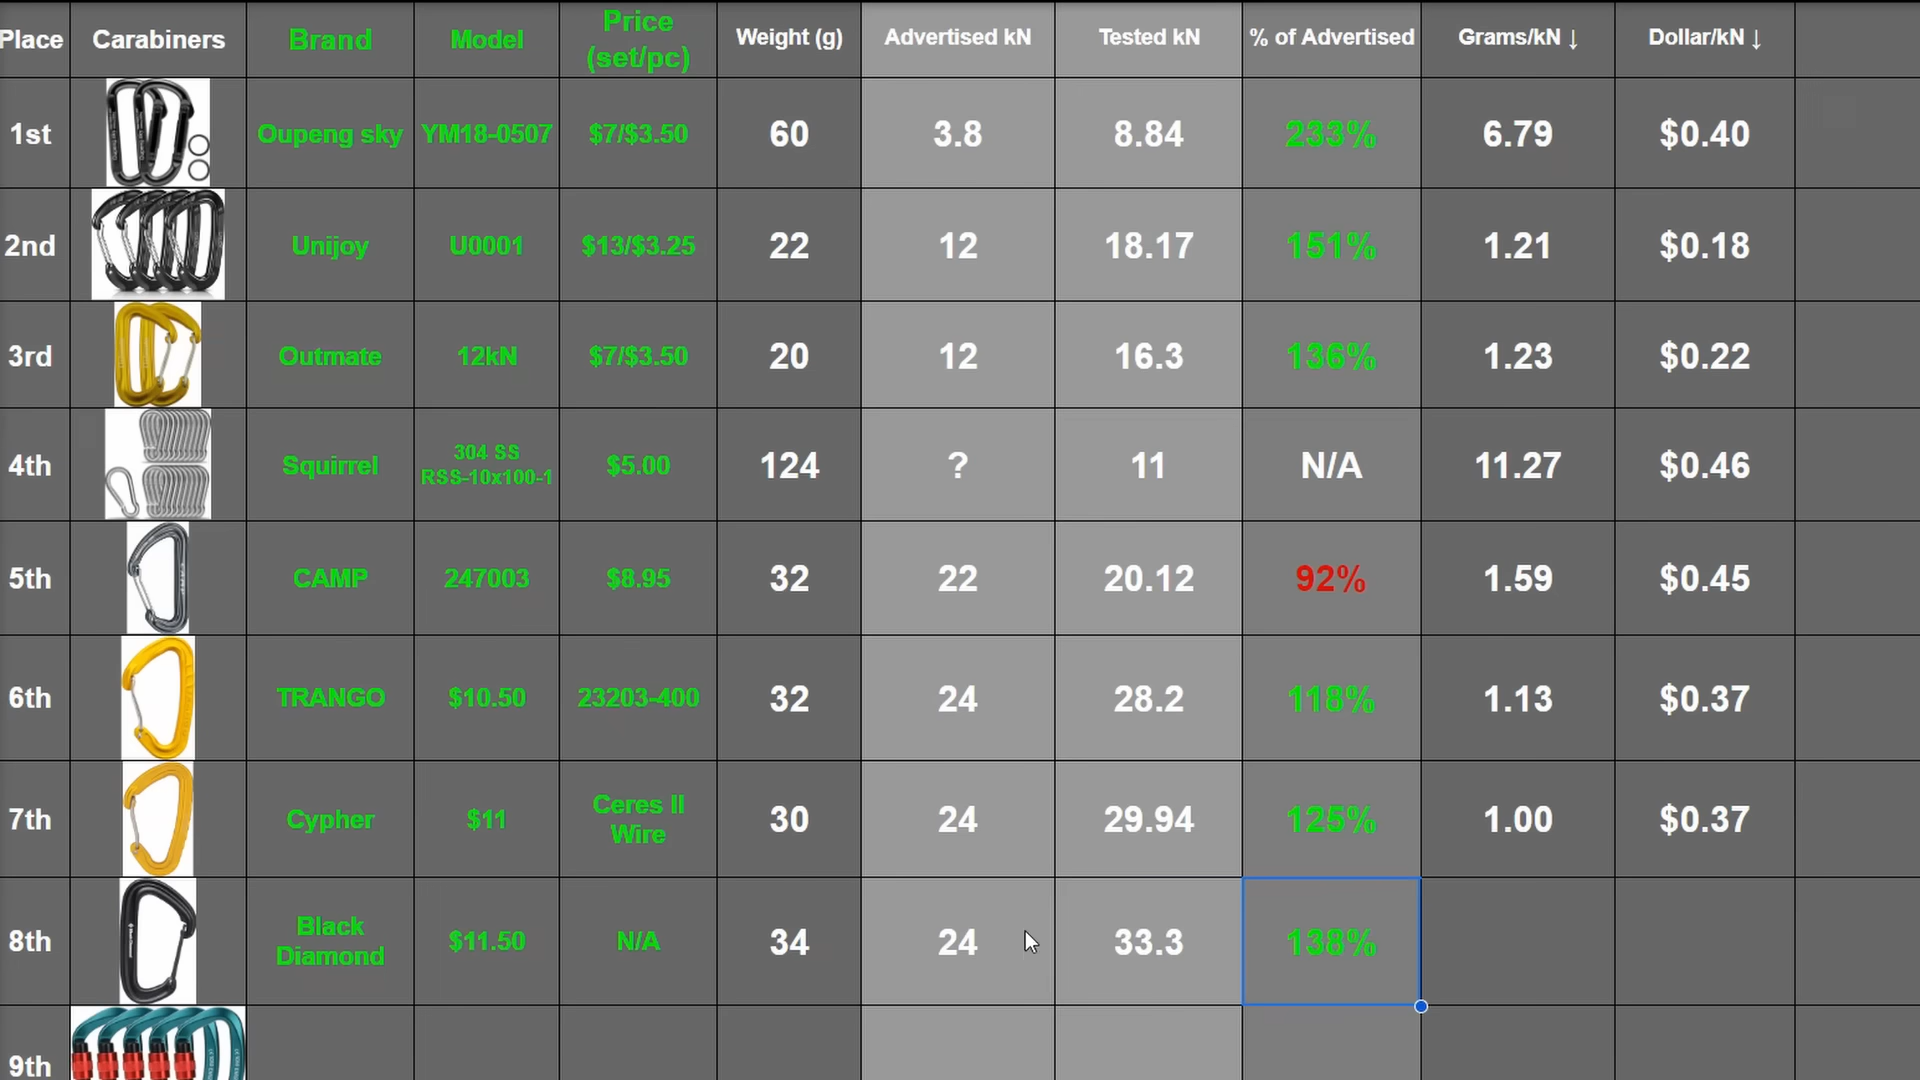 Place Carabiners Brand Model Price (set/pc) Weight (g) Advertised kN Tested kN % of Advertised Grams/kN ↓ Dollar/kN ↓
1st Oupeng sky YM18-0507 $7/$3.50 60 3.8 8.84 233% 6.79 $0.40
2nd Unijoy U0001 $13/$3.25 22 12 18.17 151% 1.21 $0.18
3rd Outmate 12kN $7/$3.50 20 12 16.3 136% 1.23 $0.22
4th Squirrel 304 SS RSS-10x100-1 $5.00 124 ? 11 N/A 11.27 $0.46
5th CAMP 247003 $8.95 32 22 20.12 92% 1.59 $0.45
6th TRANGO $10.50 23203-400 32 24 28.2 118% 1.13 $0.37
7th Cypher $11 Ceres II Wire 30 24 29.94 125% 1.00 $0.37
8th Black Diamond $11.50 N/A 34 24 33.3 138%
9th